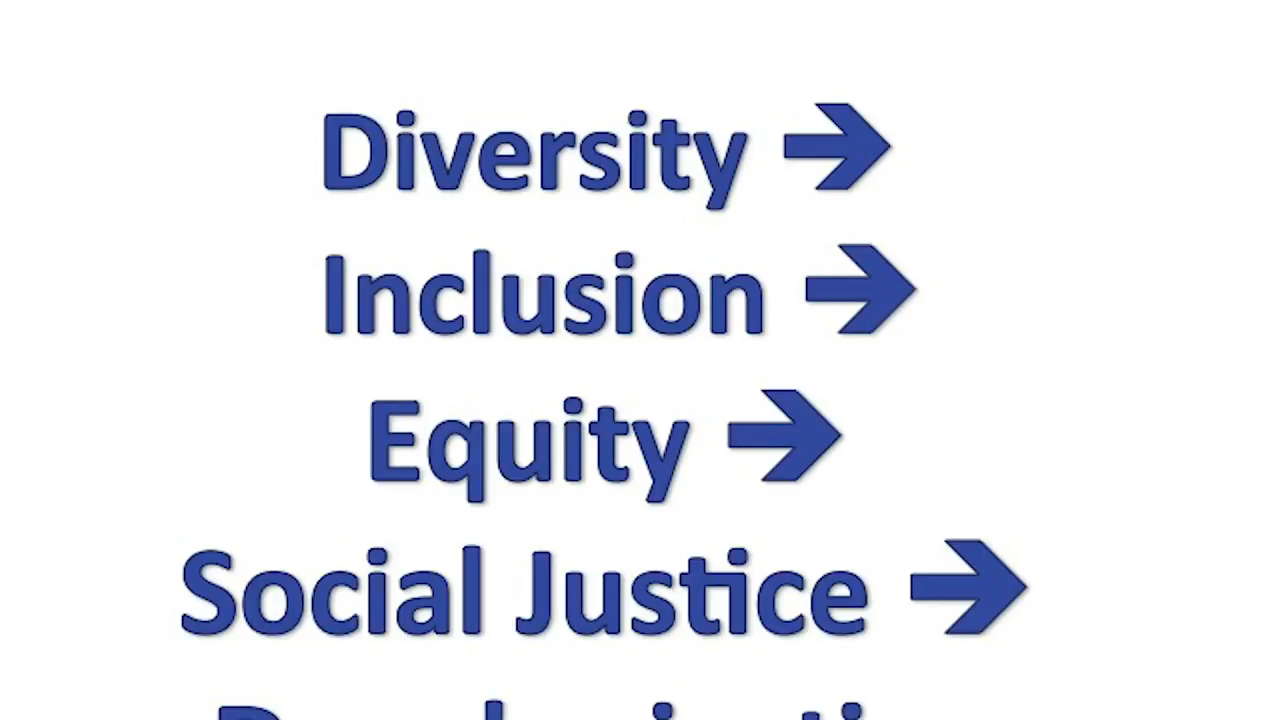 Diversity →
Inclusion →
Equity →
Social Justice →